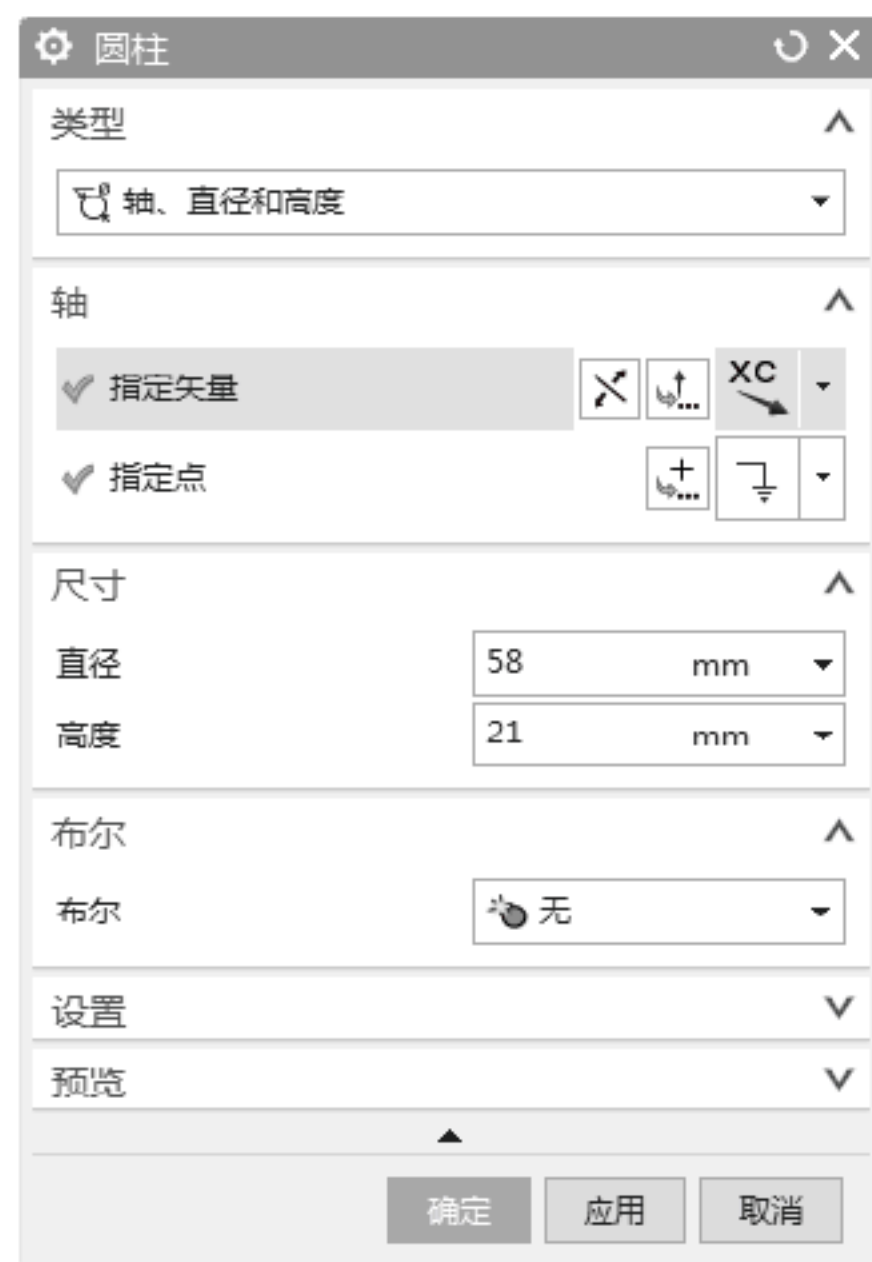 圆柱
类型
轴、直径和高度
轴
指定矢量 XC
指定点
尺寸
直径 58 mm
高度 21 mm
布尔
布尔 无
设置
预览
确定 应用 取消